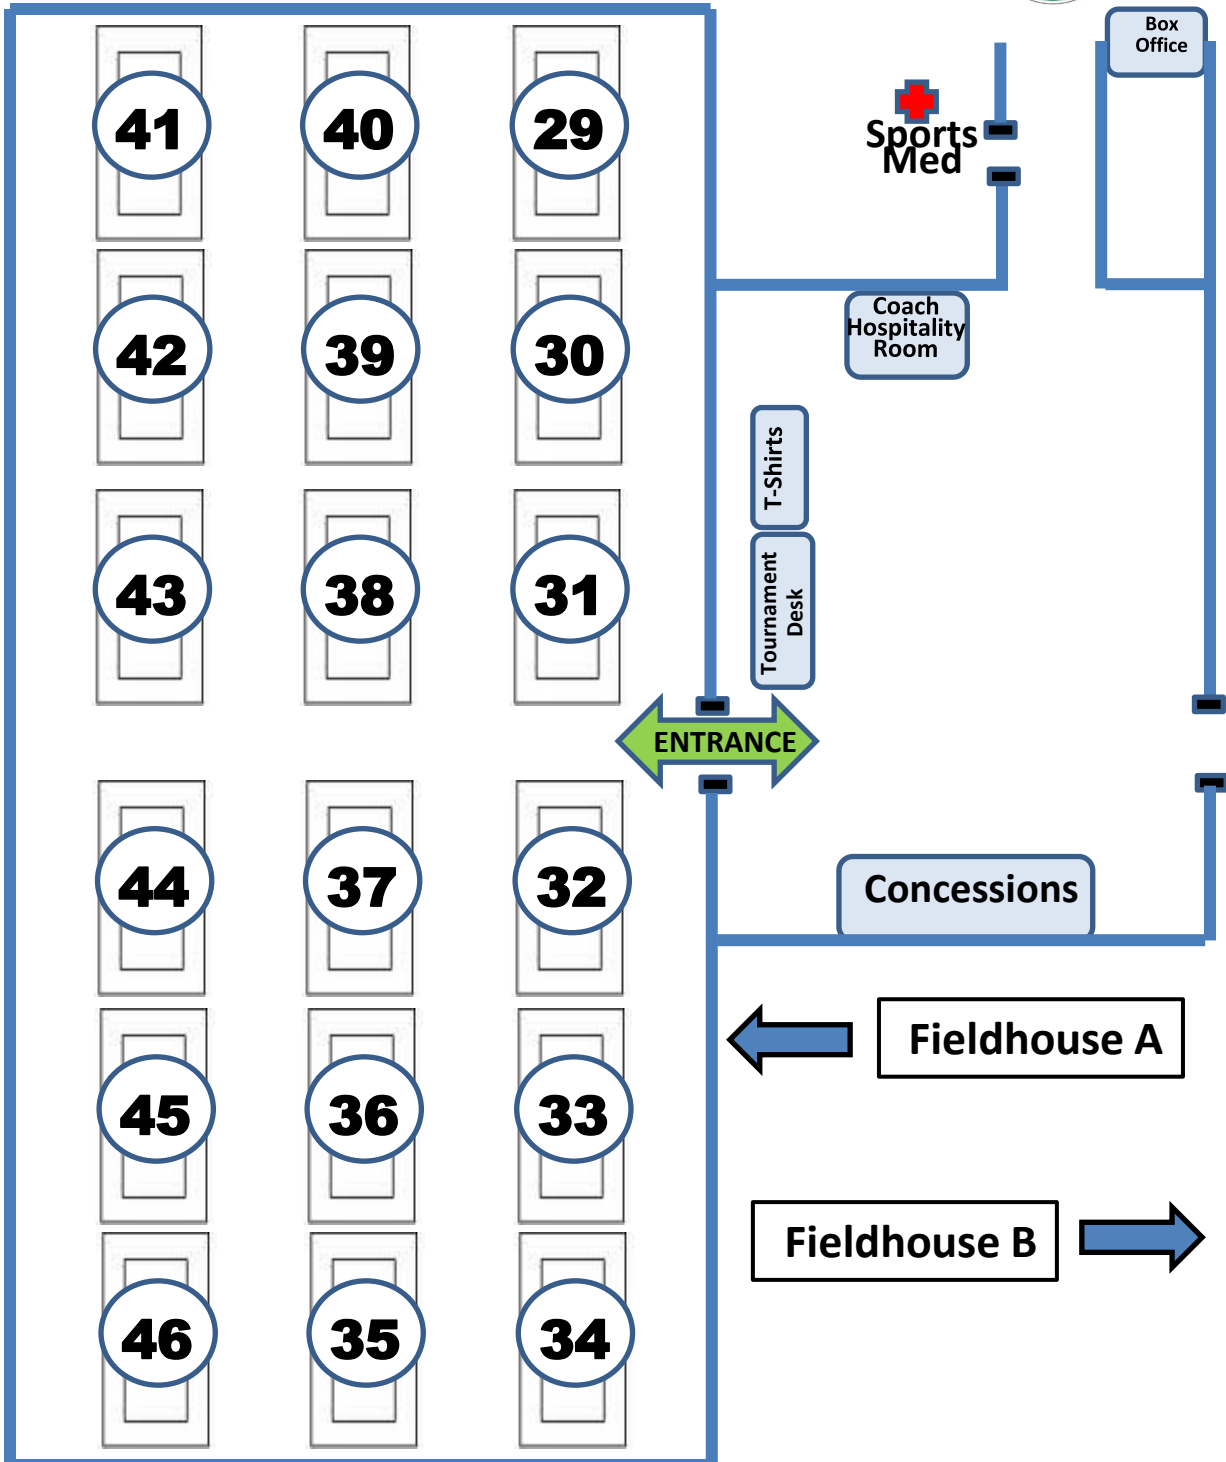 41 40 29
42 39 30
43 38 31
44 37 32
45 36 33
46 35 34
Box
Office
Sports
Med
Coach
Hospitality
Room
T-Shirts
Tournament
Desk
ENTRANCE
Concessions
Fieldhouse A
Fieldhouse B